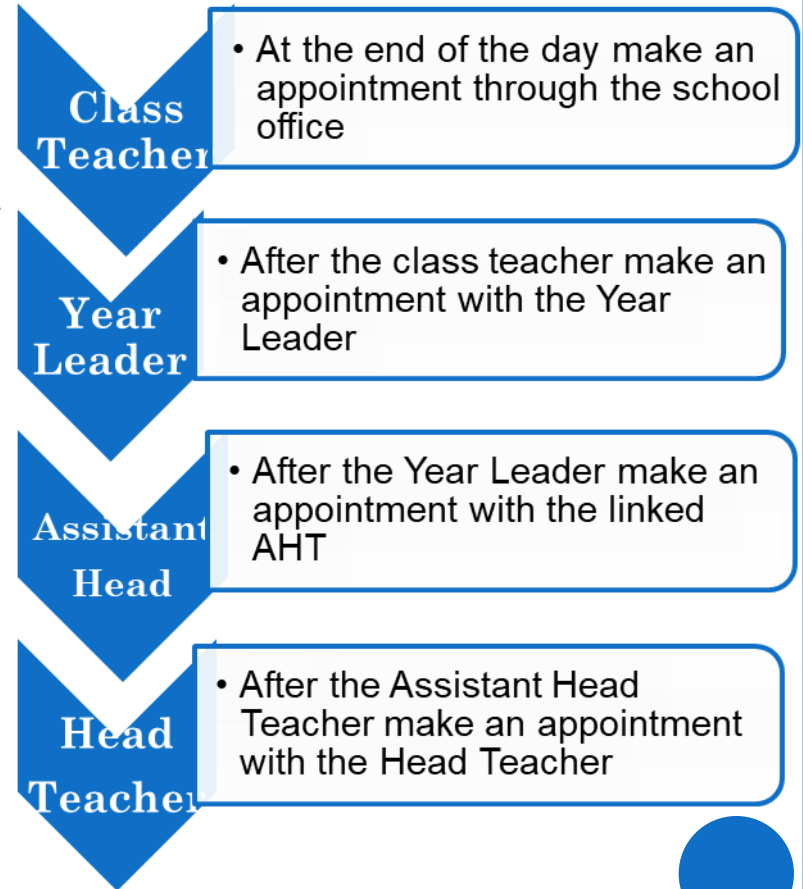 Class
Teacher
• At the end of the day make an
appointment through the school
office
Year
Leader
• After the class teacher make an
appointment with the Year
Leader
Assistant
Head
• After the Year Leader make an
appointment with the linked
AHT
Head
Teacher
• After the Assistant Head
Teacher make an appointment
with the Head Teacher